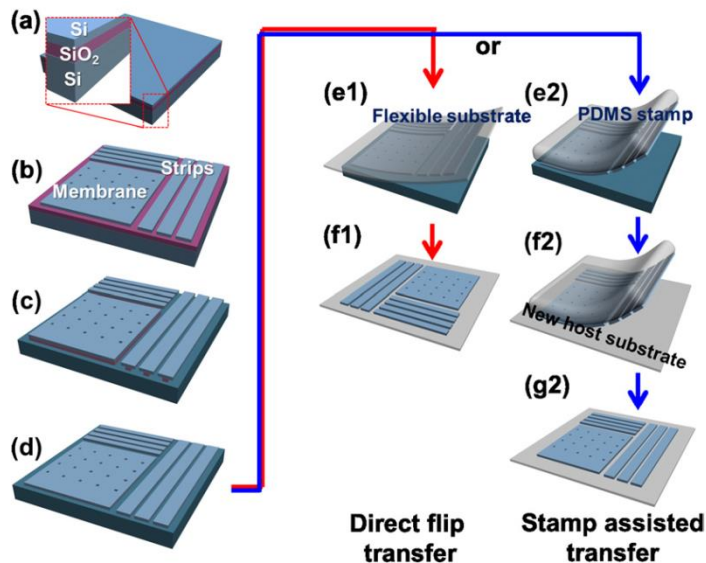 (a)
Si
SiO2
Si
(b)
Strips
Membrane
(c)
(d)
or
(e1)
Flexible substrate
(e2)
PDMS stamp
(f1)
(f2)
New host substrate
(g2)
Direct flip
transfer
Stamp assisted
transfer